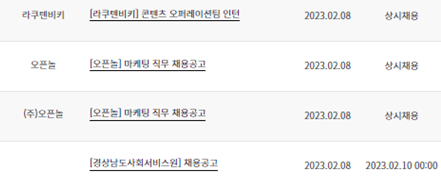 라쿠텐비키 [라쿠텐비키] 콘텐츠 오퍼레이션팀 인턴 2023.02.08 상시채용
오픈놀 [오픈놀] 마케팅 직무 채용공고 2023.02.08 상시채용
(주)오픈놀 [오픈놀] 마케팅 직무 채용공고 2023.02.08 상시채용
[경상남도사회서비스원] 채용공고 2023.02.08 2023.02.10 00:00